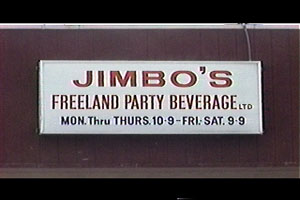 JIMBO'S
FREELAND PARTY BEVERAGE LTD
MON. Thru THURS. 10-9-FRI.-SAT. 9-9